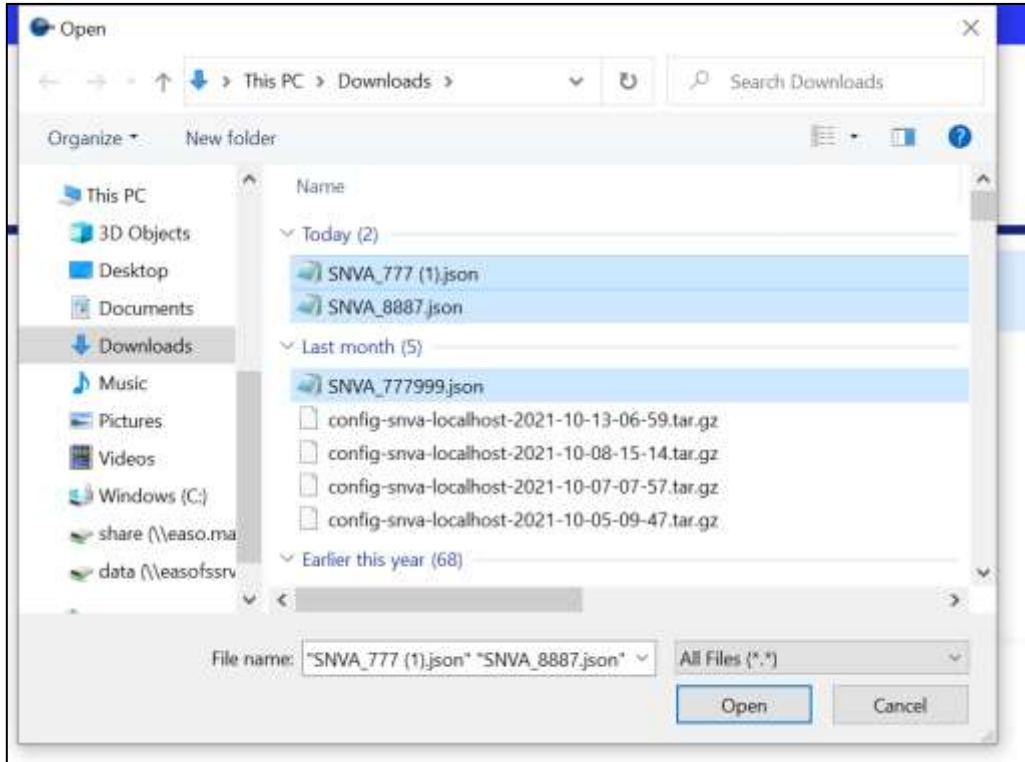 Open
This PC > Downloads >
Search Downloads
Organize
New folder
This PC
3D Objects
Desktop
Documents
Downloads
Music
Pictures
Videos
Windows (C:)
share (\\easo.ma
data (\\easofssrv
Name
Today (2)
SNVA_777 (1).json
SNVA_8887.json
Last month (5)
SNVA_777999.json
config-snva-localhost-2021-10-13-06-59.tar.gz
config-snva-localhost-2021-10-08-15-14.tar.gz
config-snva-localhost-2021-10-07-07-57.tar.gz
config-snva-localhost-2021-10-05-09-47.tar.gz
Earlier this year (68)
File name: "SNVA_777 (1).json" "SNVA_8887.json"
All Files (*.*)
Open
Cancel